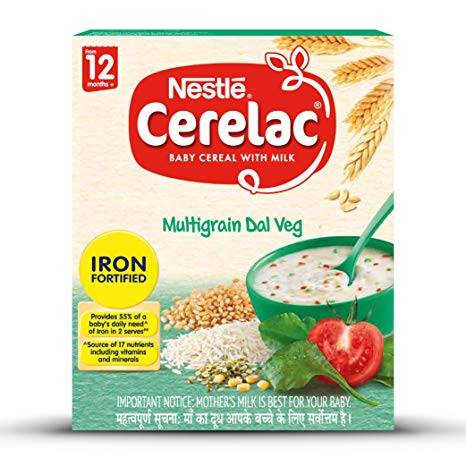 from
12
months +
Nestlé®
Cerelac®
BABY CEREAL WITH MILK
Multigrain Dal Veg
IRON
FORTIFIED
Provides 55% of a
baby's daily need^
of Iron in 2 serves**
^Source of 17 nutrients
including vitamins
and minerals
IMPORTANT NOTICE: MOTHER'S MILK IS BEST FOR YOUR BABY.
महत्वपूर्ण सूचना: माँ का दूध आपके बच्चे के लिए सर्वोत्तम है।